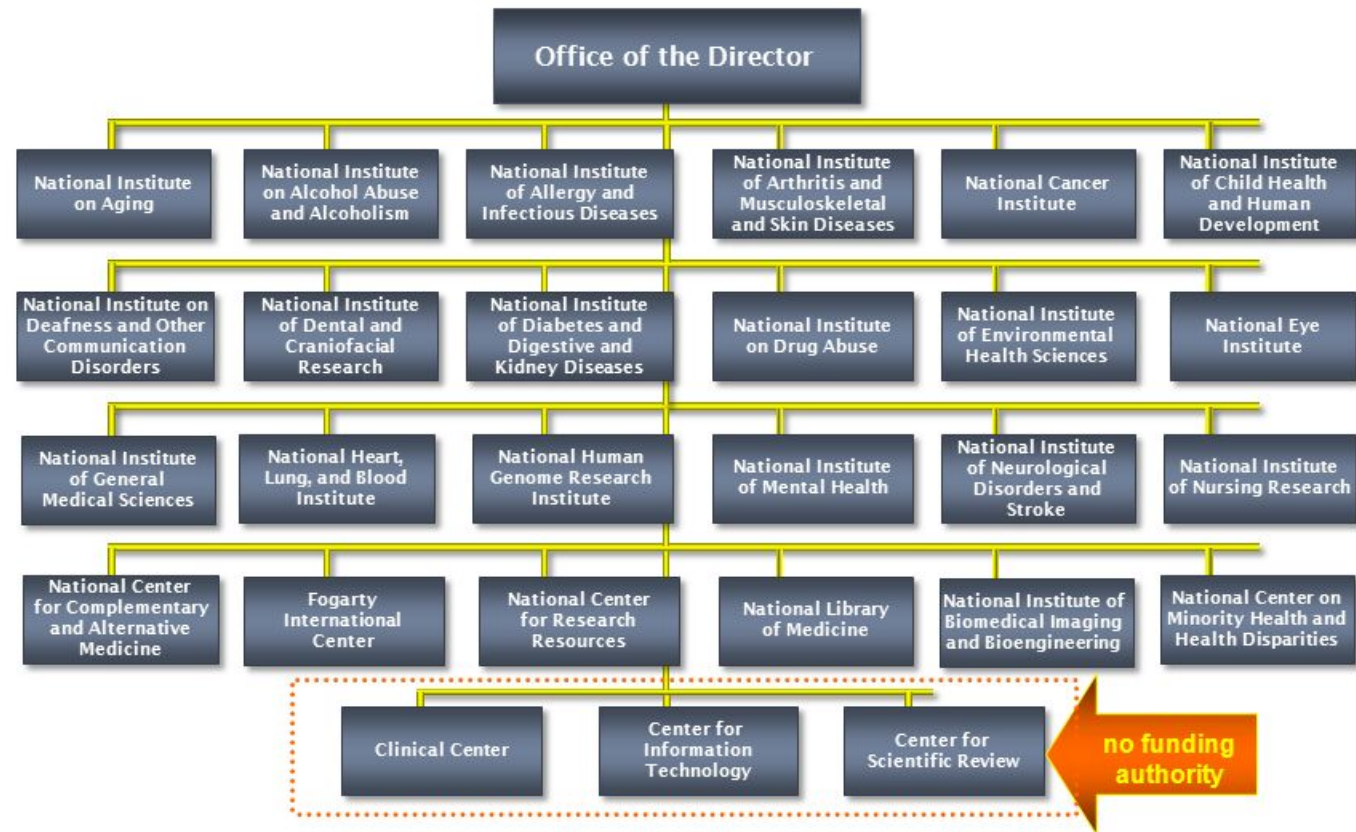 Office of the Director
National Institute
on Aging
National Institute
on Alcohol Abuse
and Alcoholism
National Institute
of Allergy and
Infectious Diseases
National Institute
of Arthritis and
Musculoskeletal
and Skin Diseases
National Cancer
Institute
National Institute
of Child Health
and Human
Development
National Institute on
Deafness and Other
Communication
Disorders
National Institute
of Dental and
Craniofacial
Research
National Institute
of Diabetes and
Digestive and
Kidney Diseases
National Institute
on Drug Abuse
National Institute
of Environmental
Health Sciences
National Eye
Institute
National Institute
of General
Medical Sciences
National Heart,
Lung, and Blood
Institute
National Human
Genome Research
Institute
National Institute
of Mental Health
National Institute
of Neurological
Disorders and
Stroke
National Institute
of Nursing Research
National Center
for Complementary
and Alternative
Medicine
Fogarty
International
Center
National Center
for Research
Resources
National Library
of Medicine
National Institute of
Biomedical Imaging
and Bioengineering
National Center on
Minority Health and
Health Disparities
Clinical Center
Center for
Information
Technology
Center for
Scientific Review
no funding
authority